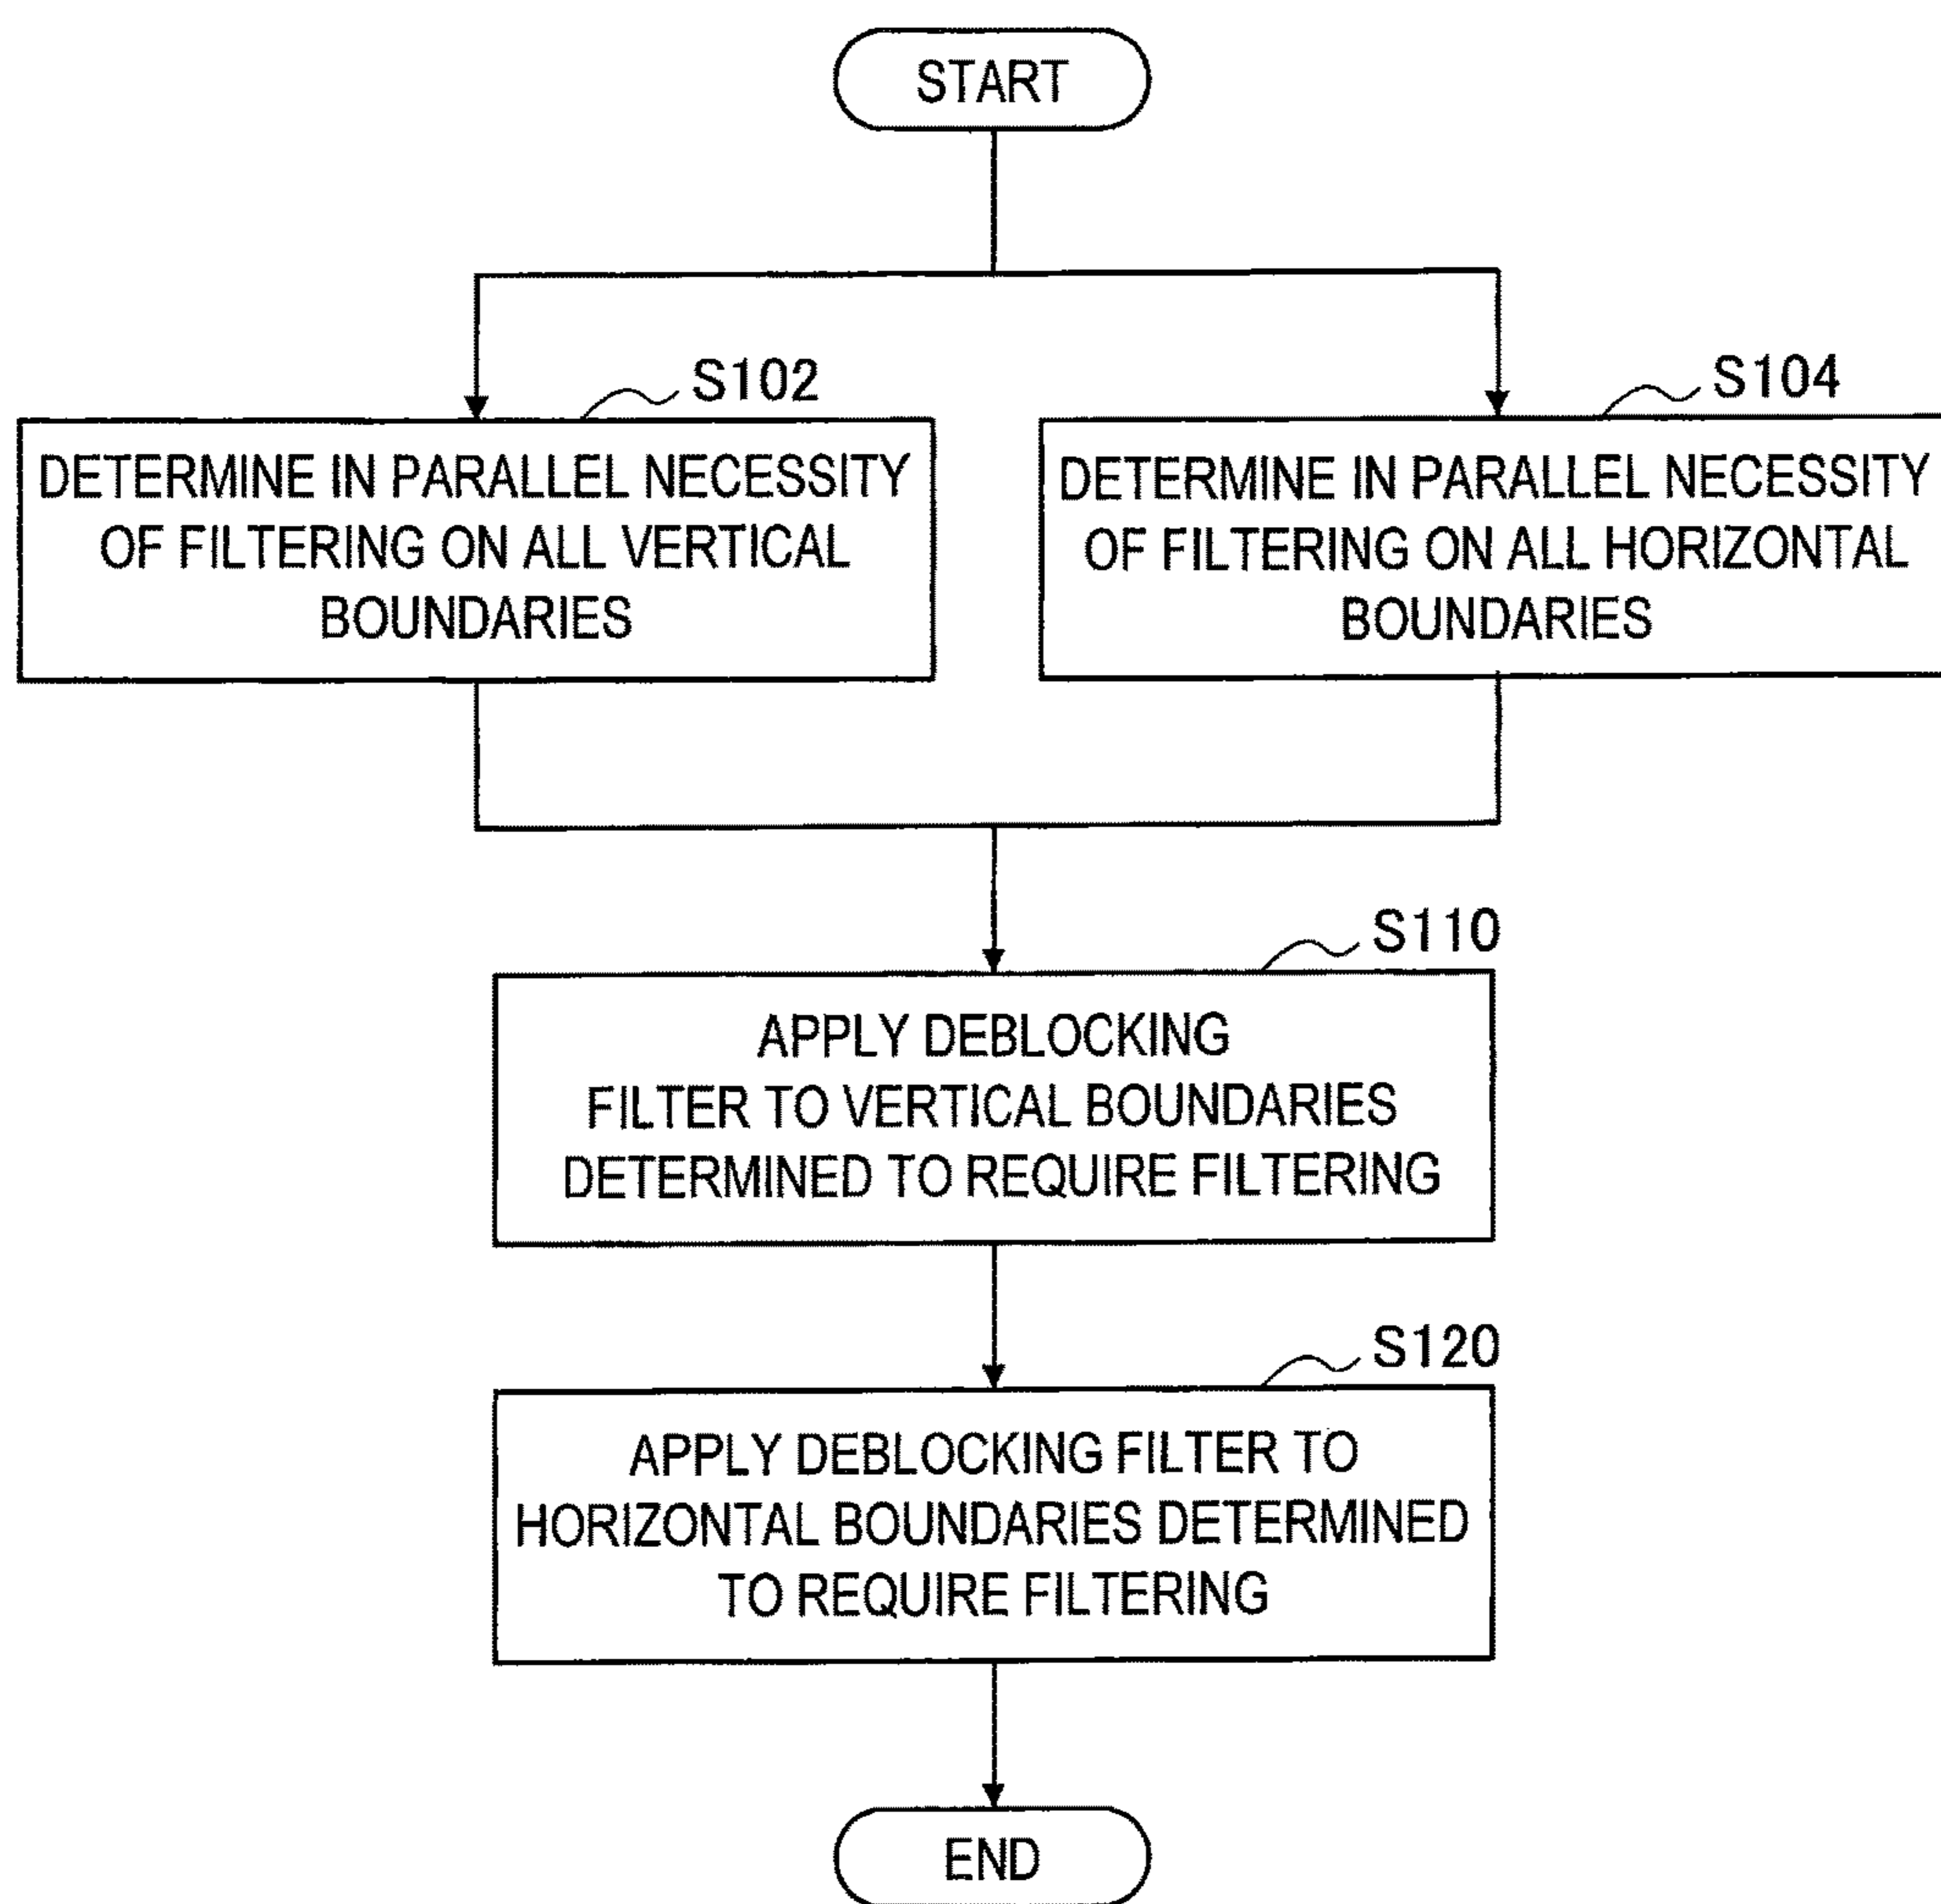 START
S102
DETERMINE IN PARALLEL NECESSITY
OF FILTERING ON ALL VERTICAL
BOUNDARIES
S104
DETERMINE IN PARALLEL NECESSITY
OF FILTERING ON ALL HORIZONTAL
BOUNDARIES
S110
APPLY DEBLOCKING
FILTER TO VERTICAL BOUNDARIES
DETERMINED TO REQUIRE FILTERING
S120
APPLY DEBLOCKING FILTER TO
HORIZONTAL BOUNDARIES DETERMINED
TO REQUIRE FILTERING
END